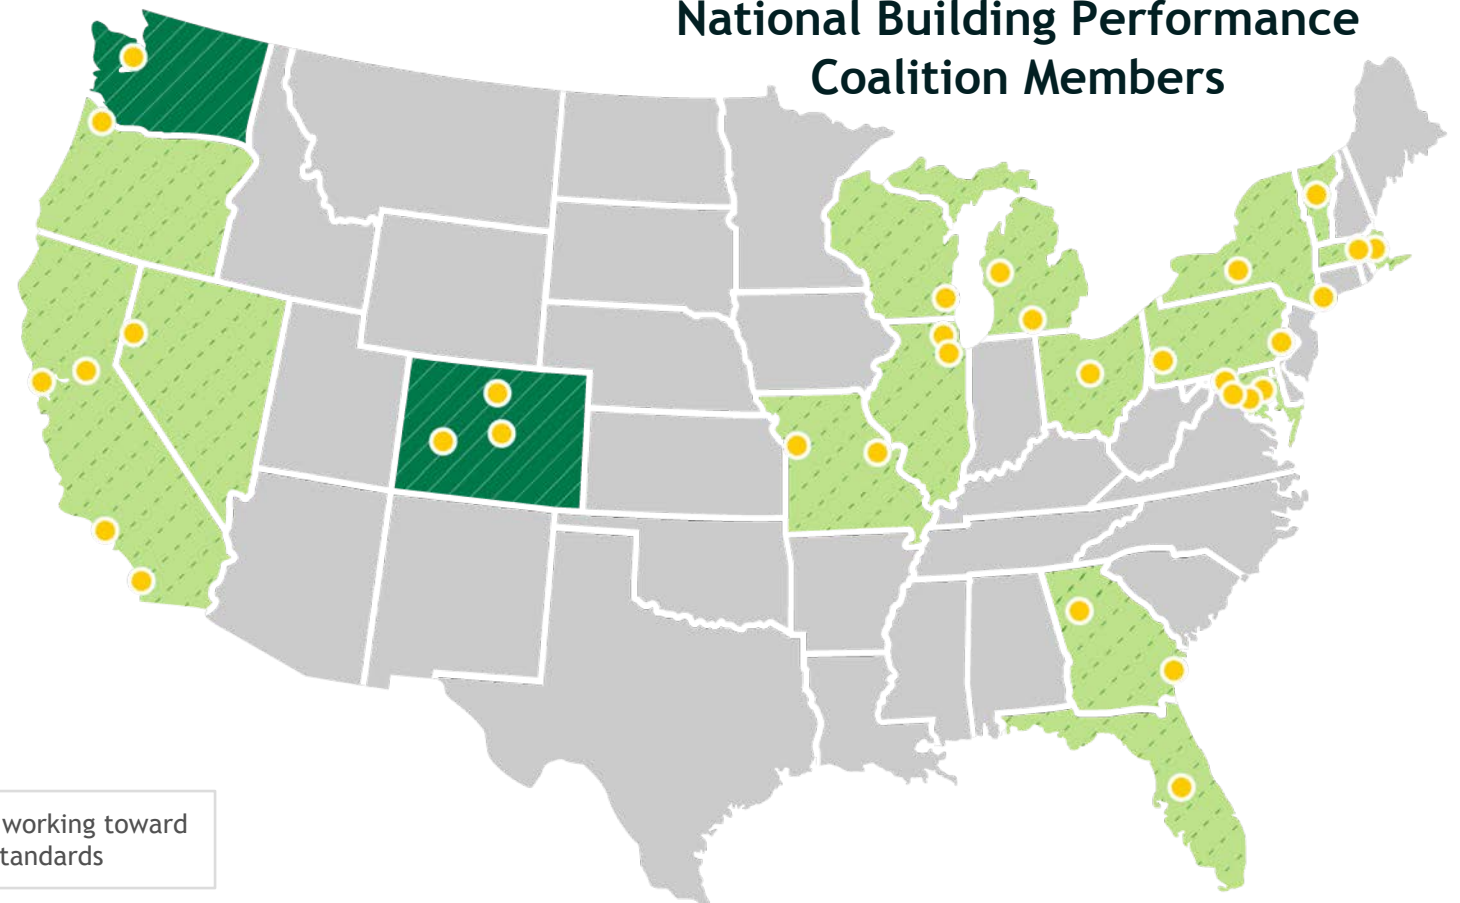 National Building Performance
Coalition Members
working toward
tandards